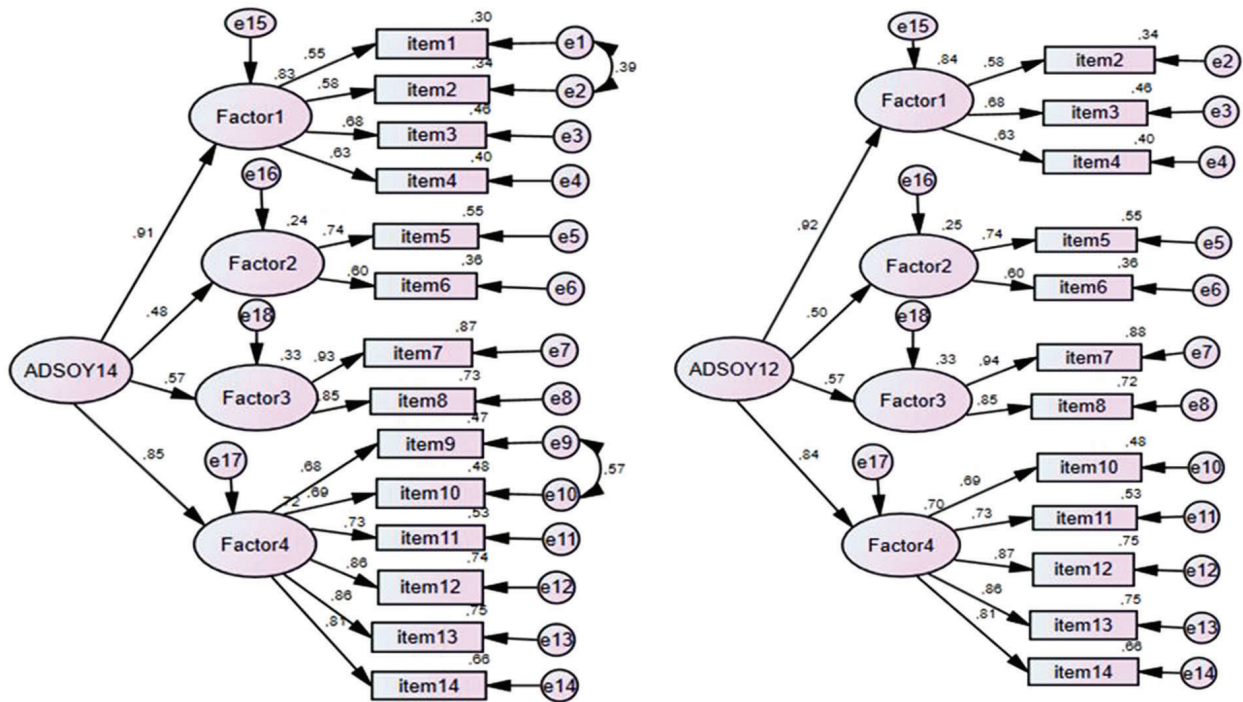 e15
.30
.55
item1
e1
.83
.34
.39
.58
item2
e2
Factor1
.46
.68
item3
e3
.63
.40
item4
e4
e16
.91
.24
.55
.74
item5
e5
Factor2
.36
.60
item6
e6
.48
e18
.87
.33
.93
item7
e7
ADSOY14
.57
Factor3
.73
.85
item8
e8
.47
item9
e9
.85
e17
.68
.57
.48
.72
.69
item10
e10
.53
.73
item11
e11
Factor4
.74
.86
item12
e12
.86
.75
item13
e13
.81
.66
item14
e14
e15
.34
.84
.58
item2
e2
Factor1
.46
.68
item3
e3
.63
.40
item4
e4
e16
.92
.25
.55
.74
item5
e5
Factor2
.36
.60
item6
e6
.50
e18
.88
.33
.94
item7
e7
ADSOY12
.57
Factor3
.72
.85
item8
e8
.84
e17
.48
.69
item10
e10
.70
.53
.73
item11
e11
Factor4
.75
.87
item12
e12
.86
.75
item13
e13
.81
.66
item14
e14